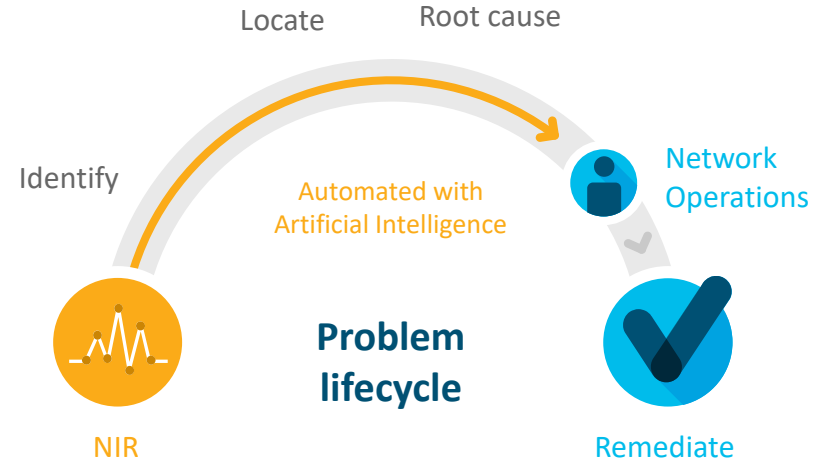 Locate
Root cause
Identify
Network
Operations
Automated with
Artificial Intelligence
Problem
lifecycle
NIR
Remediate